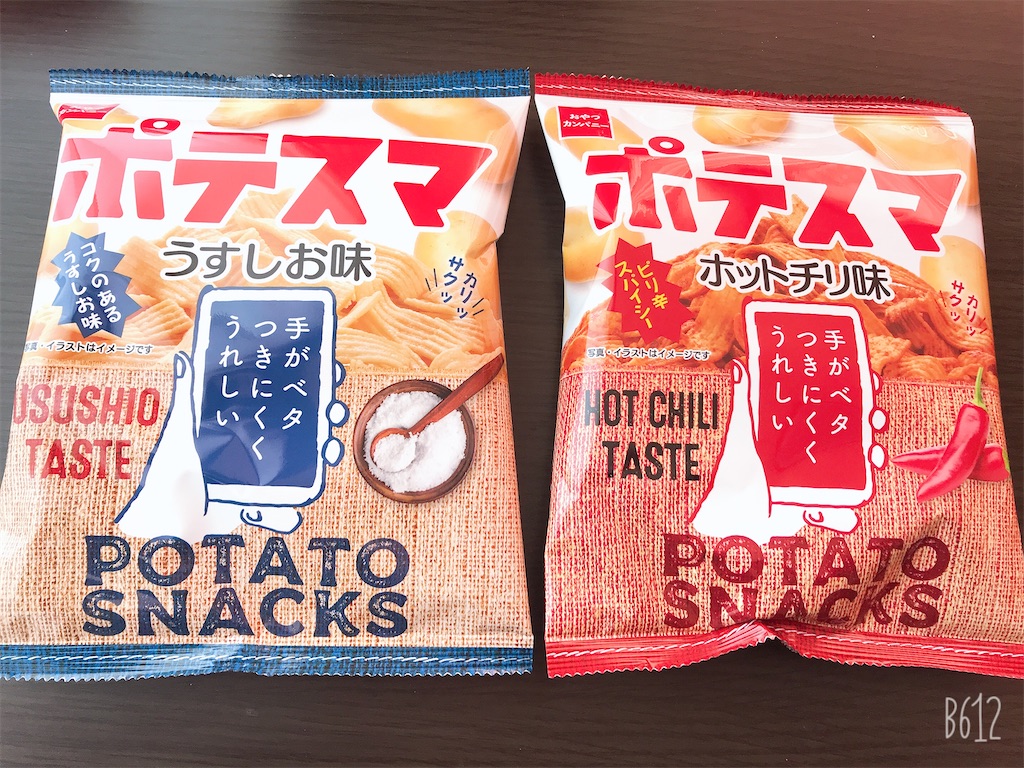 ポテスマ
うすしお味
コクのある
うすしお味
カリッ
サクッ
写真・イラストはイメージです
手がベタ
つきにくく
うれしい
USUSHIO
TASTE
POTATO
SNACKS
おやつ
カンパニー
ポテスマ
ホットチリ味
ピリ辛
スパイシー
カリッ
サクッ
写真・イラストはイメージです
手がベタ
つきにくく
うれしい
HOT CHILI
TASTE
POTATO
SNACKS
B612